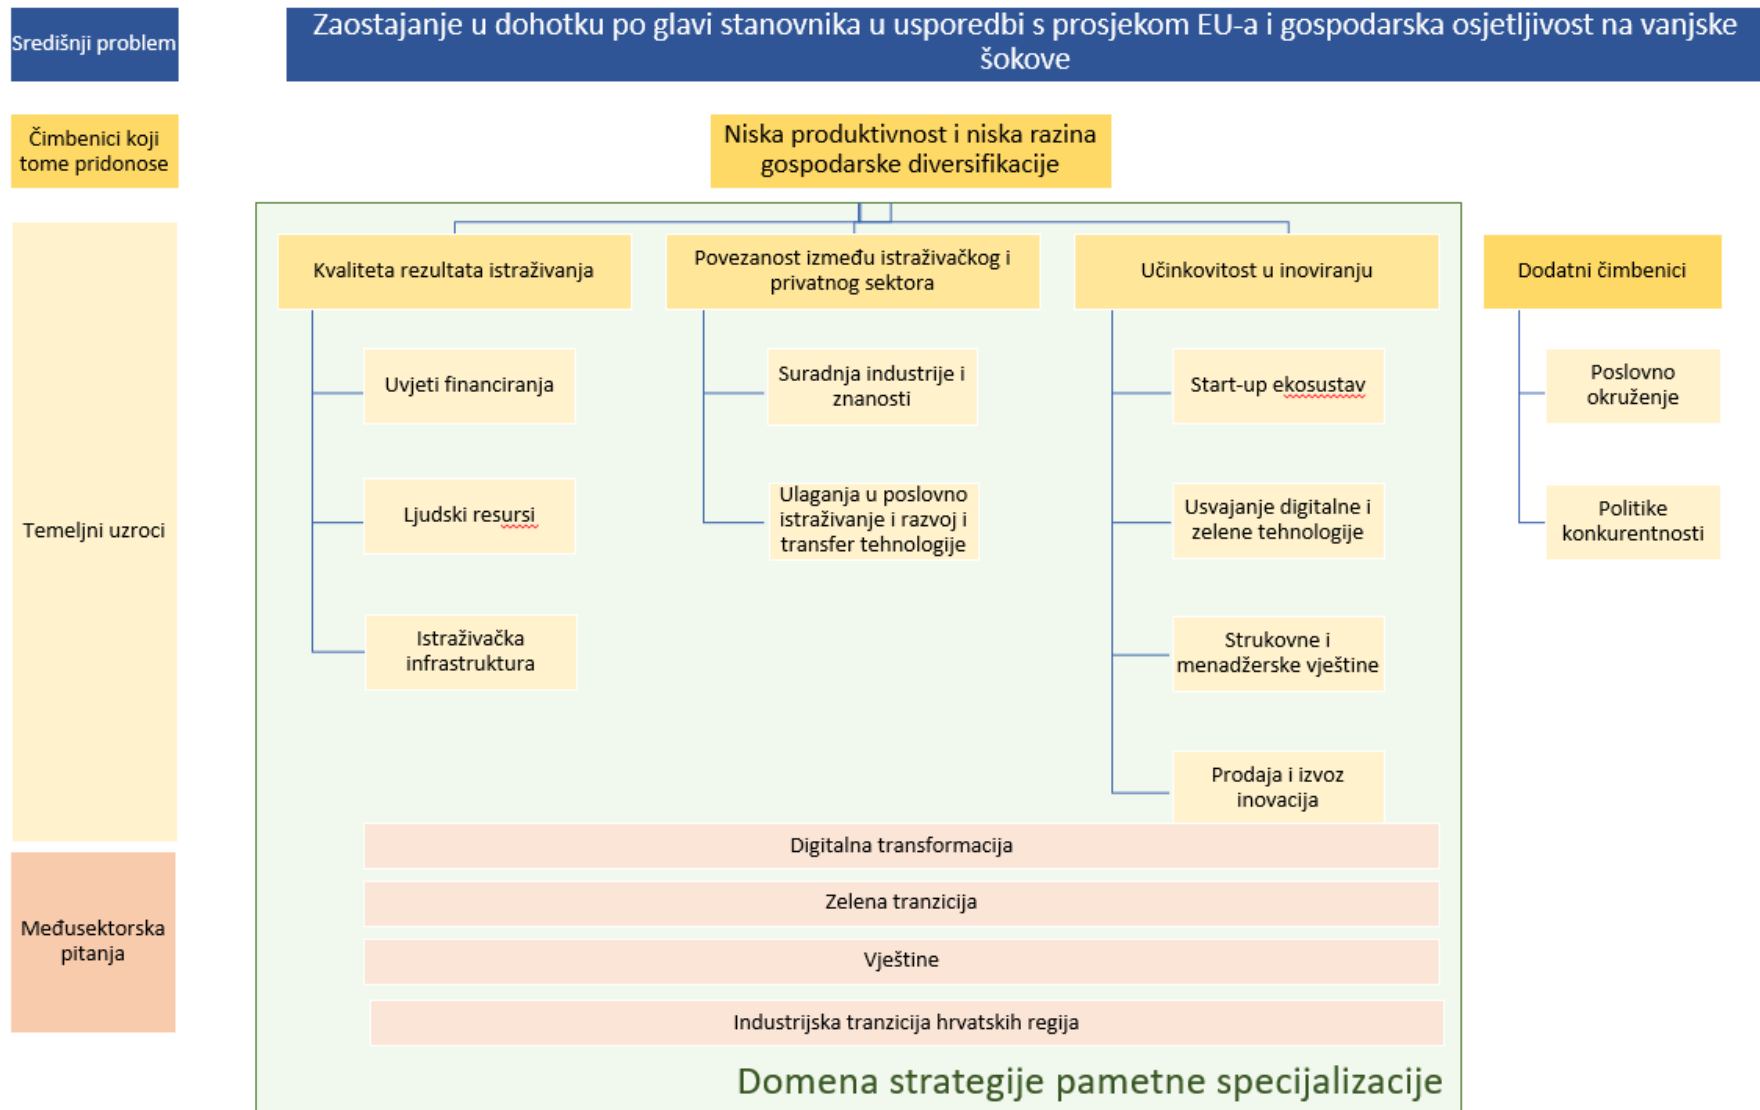 Središnji problem
Zaostajanje u dohotku po glavi stanovnika u usporedbi s prosjekom EU-a i gospodarska osjetljivost na vanjske
šokove
Čimbenici koji
tome pridonose
Niska produktivnost i niska razina
gospodarske diversifikacije
Temeljni uzroci
Kvaliteta rezultata istraživanja
Uvjeti financiranja
Ljudski resursi
Istraživačka
infrastruktura
Povezanost između istraživačkog i
privatnog sektora
Suradnja industrije i
znanosti
Ulaganja u poslovno
istraživanje i razvoj i
transfer tehnologije
Učinkovitost u inoviranju
Start-up ekosustav
Usvajanje digitalne i
zelene tehnologije
Strukovne i
menadžerske vještine
Prodaja i izvoz
inovacija
Dodatni čimbenici
Poslovno
okruženje
Politike
konkurentnosti
Međusektorska
pitanja
Digitalna transformacija
Zelena tranzicija
Vještine
Industrijska tranzicija hrvatskih regija
Domena strategije pametne specijalizacije